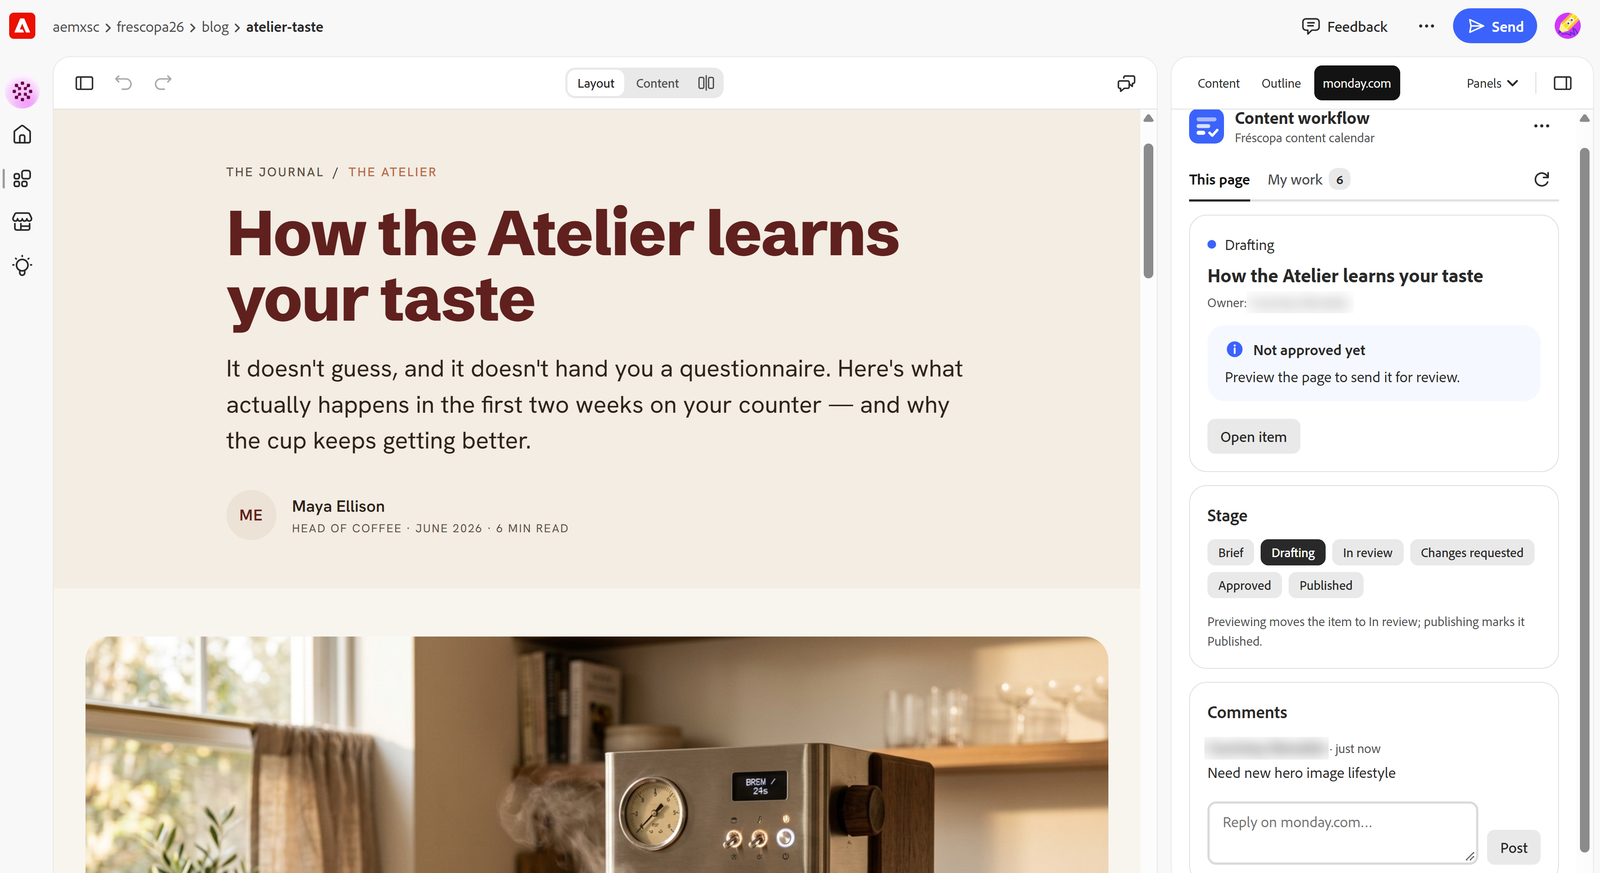 aemxsc > frescopa26 > blog > atelier-taste
Feedback
Send
Layout
Content
Content
Outline
monday.com
Panels
THE JOURNAL / THE ATELIER
How the Atelier learns
your taste
It doesn't guess, and it doesn't hand you a questionnaire. Here's what
actually happens in the first two weeks on your counter — and why
the cup keeps getting better.
ME
Maya Ellison
HEAD OF COFFEE · JUNE 2026 · 6 MIN READ
BREW /
24s
Content workflow
Fréscopa content calendar
This page
My work 6
Drafting
How the Atelier learns your taste
Owner:
Not approved yet
Preview the page to send it for review.
Open item
Stage
Brief
Drafting
In review
Changes requested
Approved
Published
Previewing moves the item to In review; publishing marks it
Published.
Comments
· just now
Need new hero image lifestyle
Reply on monday.com...
Post